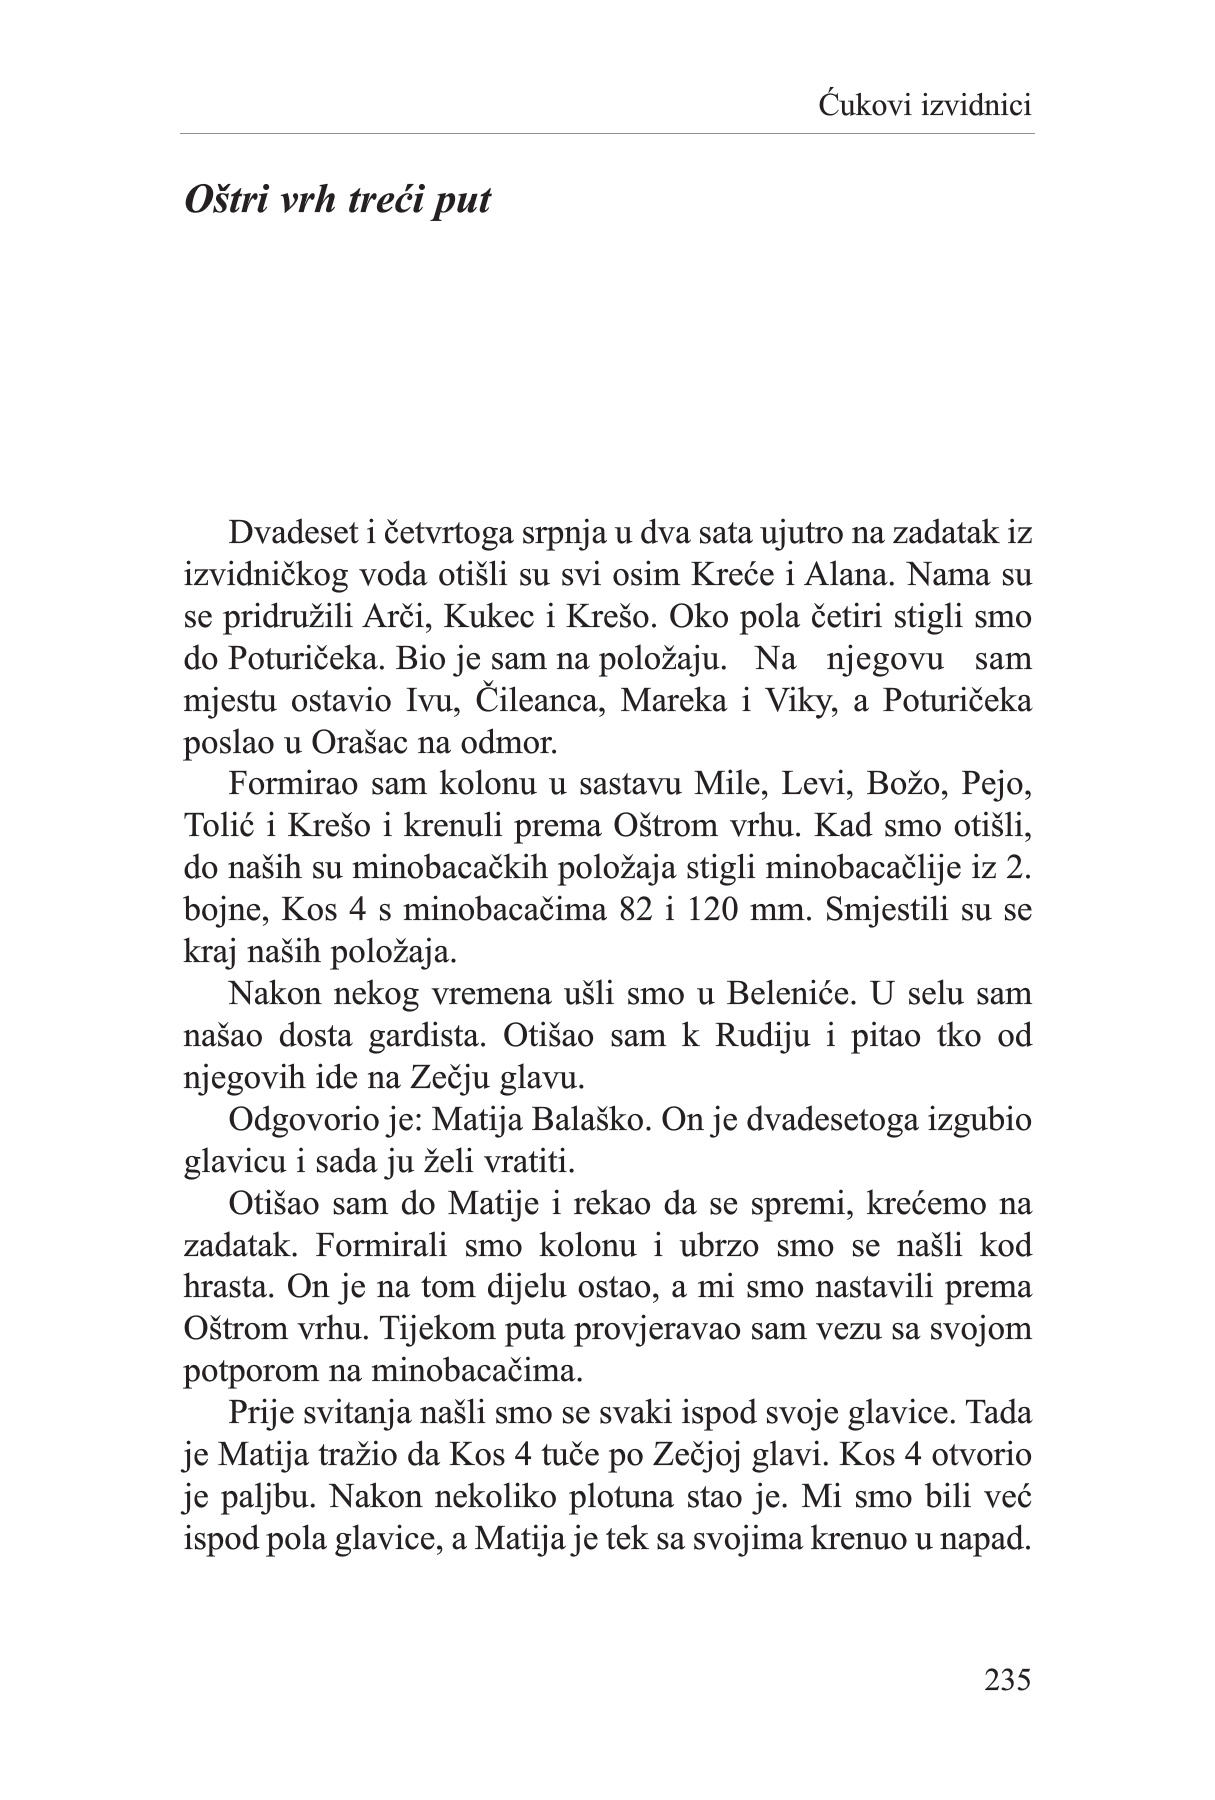 Ćukovi izvidnici
Oštri vrh treći put
Dvadeset i četvrtoga srpnja u dva sata ujutro na zadatak iz
izvidničkog voda otišli su svi osim Kreće i Alana. Nama su
se pridružili Arči, Kukec i Krešo. Oko pola četiri stigli smo
do Poturičeka. Bio je sam na položaju. Na njegovu sam
mjestu ostavio Ivu, Čileanca, Mareka i Viky, a Poturičeka
poslao u Orašac na odmor.
Formirao sam kolonu u sastavu Mile, Levi, Božo, Pejo,
Tolić i Krešo i krenuli prema Oštrom vrhu. Kad smo otišli,
do naših su minobacačkih položaja stigli minobacačlije iz 2.
bojne, Kos 4 s minobacačima 82 i 120 mm. Smjestili su se
kraj naših položaja.
Nakon nekog vremena ušli smo u Beleniće. U selu sam
našao dosta gardista. Otišao sam k Rudiju i pitao tko od
njegovih ide na Zečju glavu.
Odgovorio je: Matija Balaško. On je dvadesetoga izgubio
glavicu i sada ju želi vratiti.
Otišao sam do Matije i rekao da se spremi, krećemo na
zadatak. Formirali smo kolonu i ubrzo smo se našli kod
hrasta. On je na tom dijelu ostao, a mi smo nastavili prema
Oštrom vrhu. Tijekom puta provjeravao sam vezu sa svojom
potporom na minobacačima.
Prije svitanja našli smo se svaki ispod svoje glavice. Tada
je Matija tražio da Kos 4 tuče po Zečjoj glavi. Kos 4 otvorio
je paljbu. Nakon nekoliko plotuna stao je. Mi smo bili već
ispod pola glavice, a Matija je tek sa svojima krenuo u napad.
235